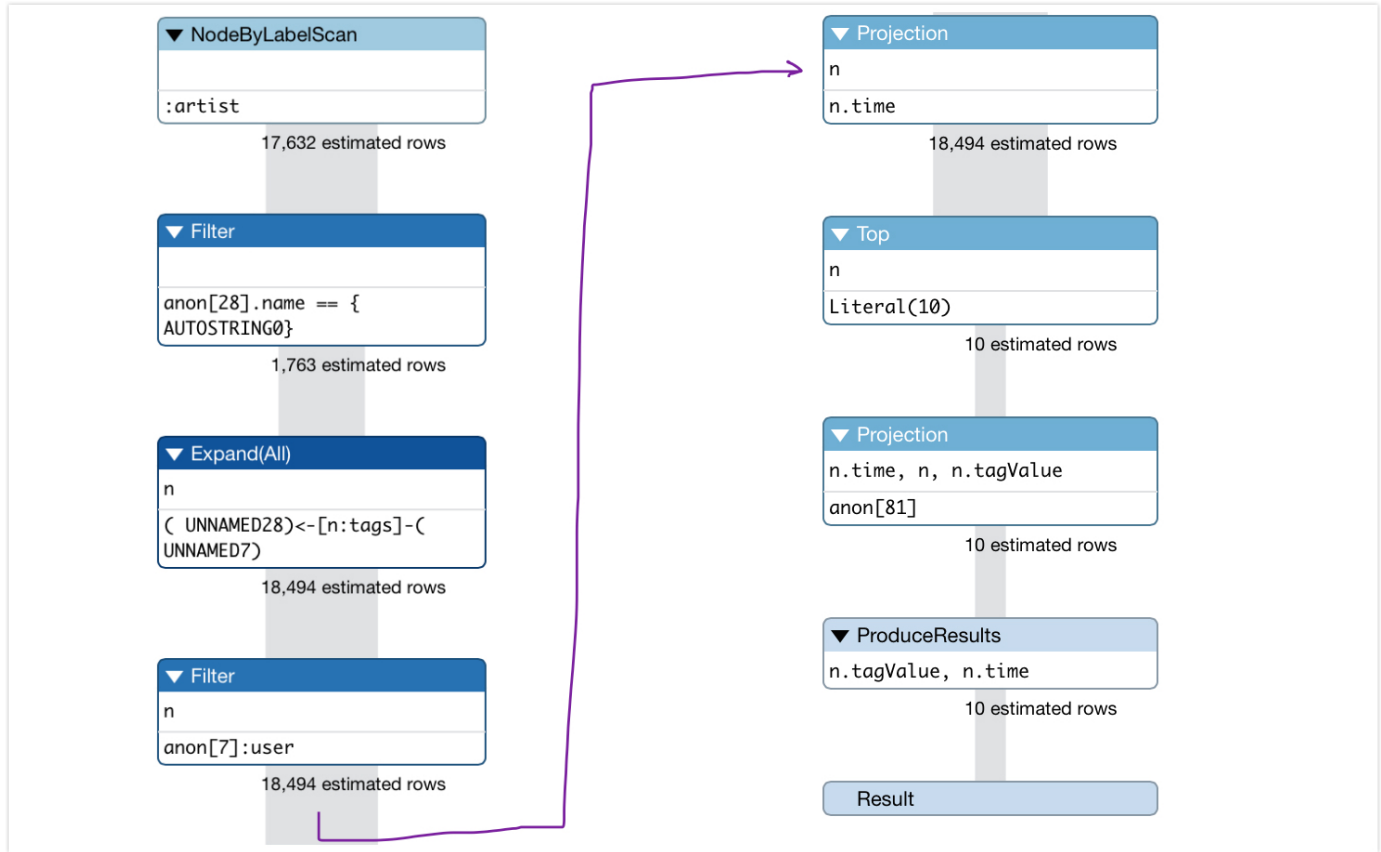 NodeByLabelScan
:artist
17,632 estimated rows
Filter
anon[28].name == {
AUTOSTRING0}
1,763 estimated rows
Expand(All)
n
( UNNAMED28)<-[n:tags]-(
UNNAMED7)
18,494 estimated rows
Filter
n
anon[7]:user
18,494 estimated rows
Projection
n
n.time
18,494 estimated rows
Top
n
Literal(10)
10 estimated rows
Projection
n.time, n, n.tagValue
anon[81]
10 estimated rows
ProduceResults
n.tagValue, n.time
10 estimated rows
Result